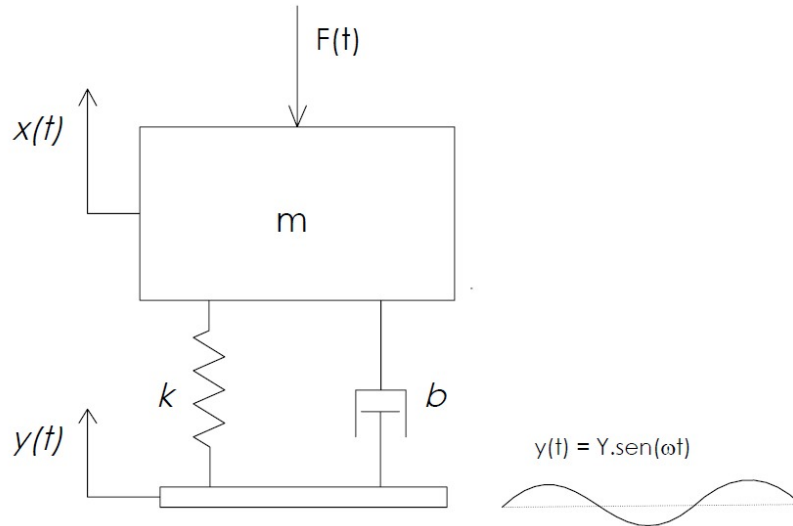 F(t)
x(t)
m
k
b
y(t)
y(t) = Y.sen(ωt)